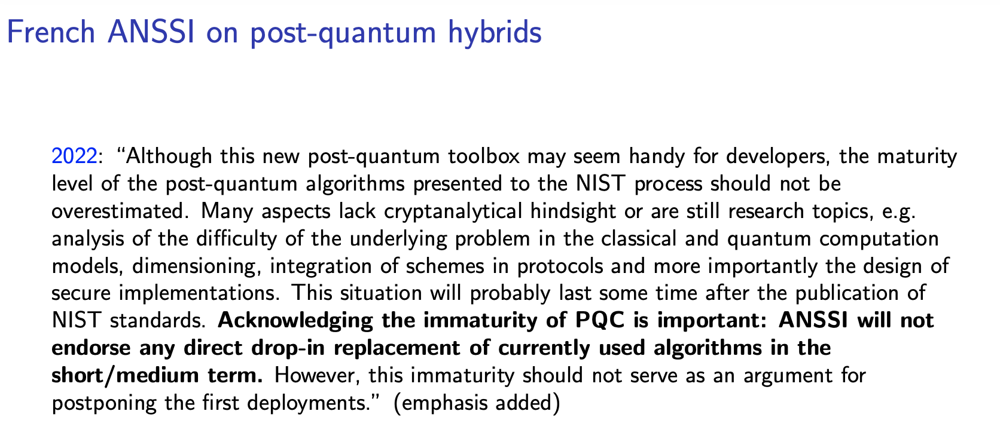 French ANSSI on post-quantum hybrids
2022: “Although this new post-quantum toolbox may seem handy for developers, the maturity
level of the post-quantum algorithms presented to the NIST process should not be
overestimated. Many aspects lack cryptanalytical hindsight or are still research topics, e.g.
analysis of the difficulty of the underlying problem in the classical and quantum computation
models, dimensioning, integration of schemes in protocols and more importantly the design of
secure implementations. This situation will probably last some time after the publication of
NIST standards. Acknowledging the immaturity of PQC is important: ANSSI will not
endorse any direct drop-in replacement of currently used algorithms in the
short/medium term. However, this immaturity should not serve as an argument for
postponing the first deployments.” (emphasis added)